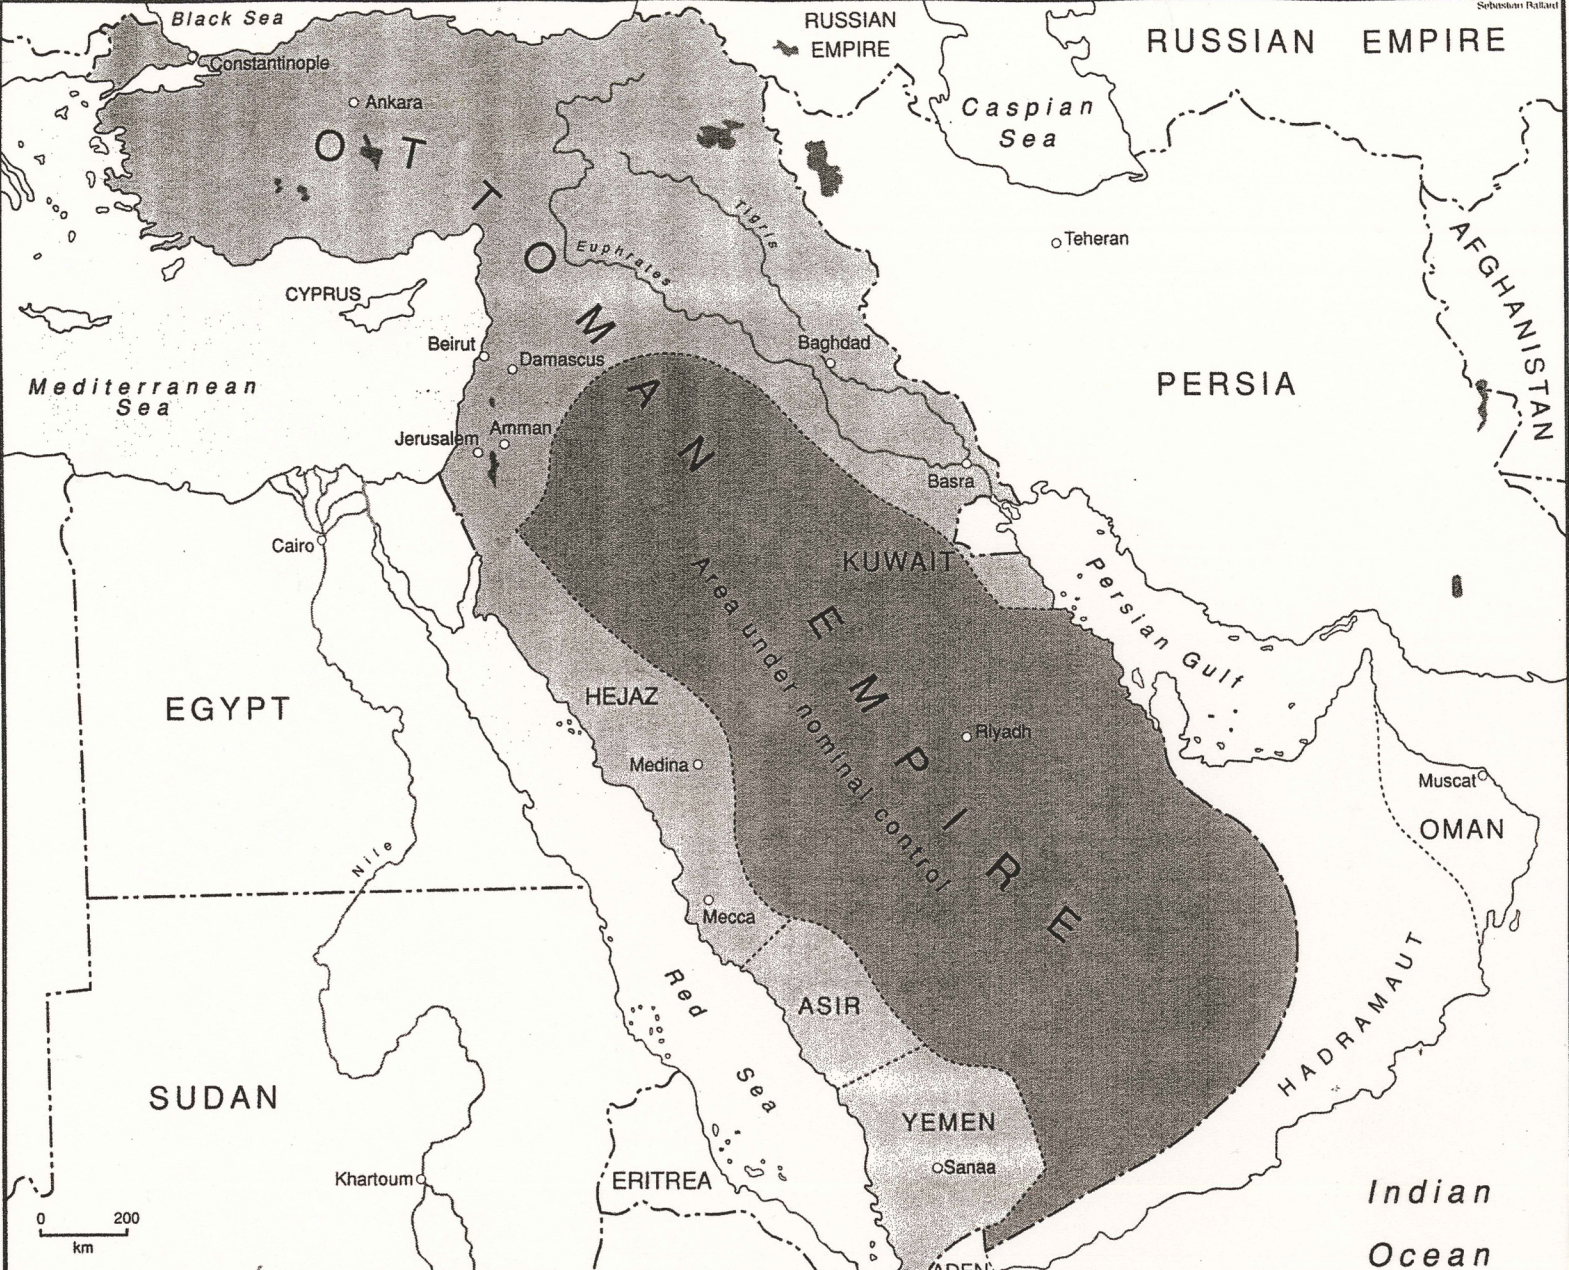 Sebastian Ballard
Black Sea
RUSSIAN
EMPIRE
RUSSIAN EMPIRE
Constantinople
Ankara
Caspian
Sea
OTTOMAN EMPIRE
Tigris
Euphrates
Teheran
AFGHANISTAN
CYPRUS
Beirut
Damascus
Baghdad
PERSIA
Mediterranean
Sea
Jerusalem
Amman
Basra
Cairo
KUWAIT
Area under nominal control
Persian Gulf
EGYPT
HEJAZ
Medina
Riyadh
Muscat
OMAN
Nile
Mecca
Red Sea
ASIR
HADRAMAUT
SUDAN
YEMEN
Sanaa
Khartoum
ERITREA
Indian
Ocean
0 200
km
ADEN